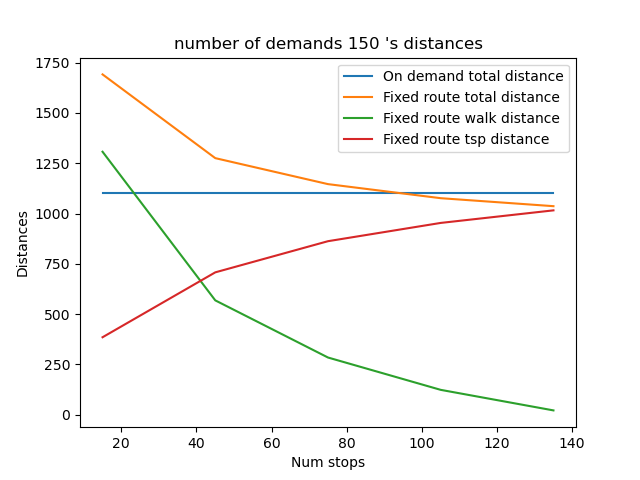 number of demands 150 's distances
On demand total distance
Fixed route total distance
Fixed route walk distance
Fixed route tsp distance
Distances
1750
1500
1250
1000
750
500
250
0
20 40 60 80 100 120 140
Num stops